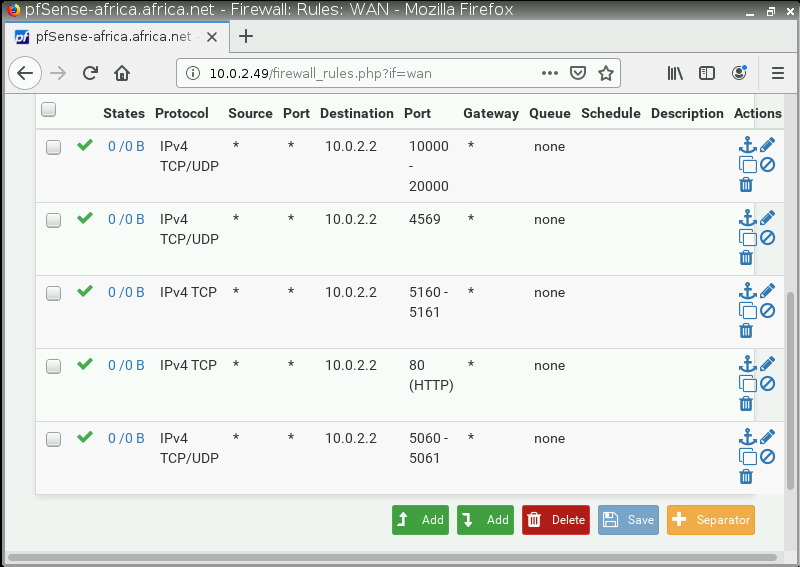 pfSense-africa.africa.net - Firewall: Rules: WAN - Mozilla Firefox
pfSense-africa.africa.net -
10.0.2.49/firewall_rules.php?if=wan
States Protocol Source Port Destination Port Gateway Queue Schedule Description Actions
0 /0 B IPv4 * * 10.0.2.2 10000 * none
TCP/UDP -
20000
0 /0 B IPv4 * * 10.0.2.2 4569 * none
TCP/UDP
0 /0 B IPv4 TCP * * 10.0.2.2 5160 - * none
5161
0 /0 B IPv4 TCP * * 10.0.2.2 80 * none
(HTTP)
0 /0 B IPv4 * * 10.0.2.2 5060 - * none
TCP/UDP 5061
Add Add Delete Save Separator